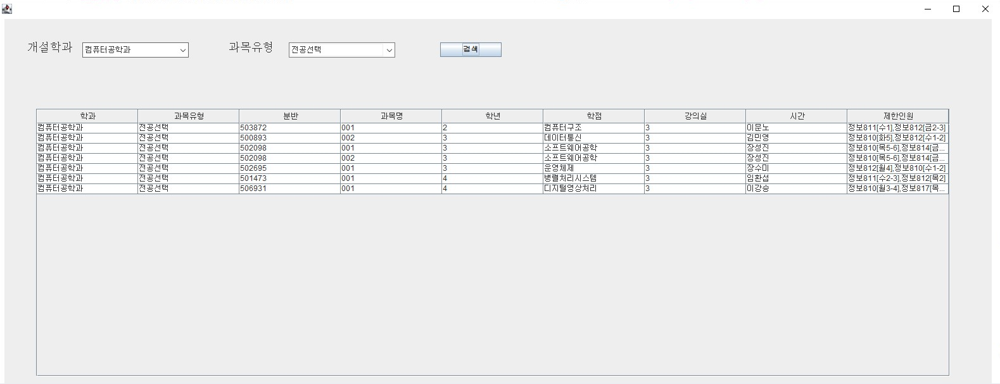 개설학과 컴퓨터공학과 과목유형 전공선택 검색
학과 과목유형 분반 과목명 학년 학점 강의실 시간 제한인원
컴퓨터공학과 전공선택 503872 001 2 컴퓨터구조 3 이문노 정보811[수1],정보812[금2-3]
컴퓨터공학과 전공선택 500893 002 3 데이터통신 3 김민영 정보810[화5],정보812[수1-2]
컴퓨터공학과 전공선택 502098 001 3 소프트웨어공학 3 장성진 정보810[목5-6],정보814[금...
컴퓨터공학과 전공선택 502098 002 3 소프트웨어공학 3 장성진 정보810[목5-6],정보814[금...
컴퓨터공학과 전공선택 502695 001 3 운영체제 3 장수미 정보812[월4],정보810[수1-2]
컴퓨터공학과 전공선택 501473 001 4 병렬처리시스템 3 임환섭 정보811[수2-3],정보812[목2]
컴퓨터공학과 전공선택 506931 001 4 디지털영상처리 3 이강승 정보810[월3-4],정보817[목...